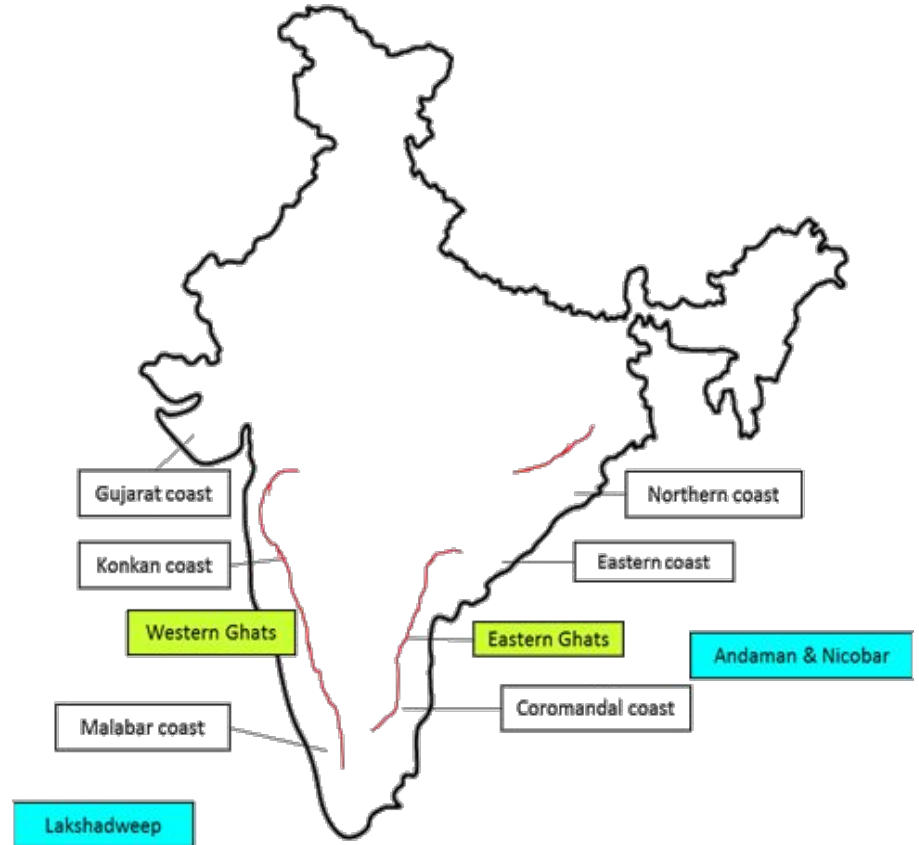 Gujarat coast
Northern coast
Konkan coast
Eastern coast
Western Ghats
Eastern Ghats
Andaman & Nicobar
Coromandal coast
Malabar coast
Lakshadweep